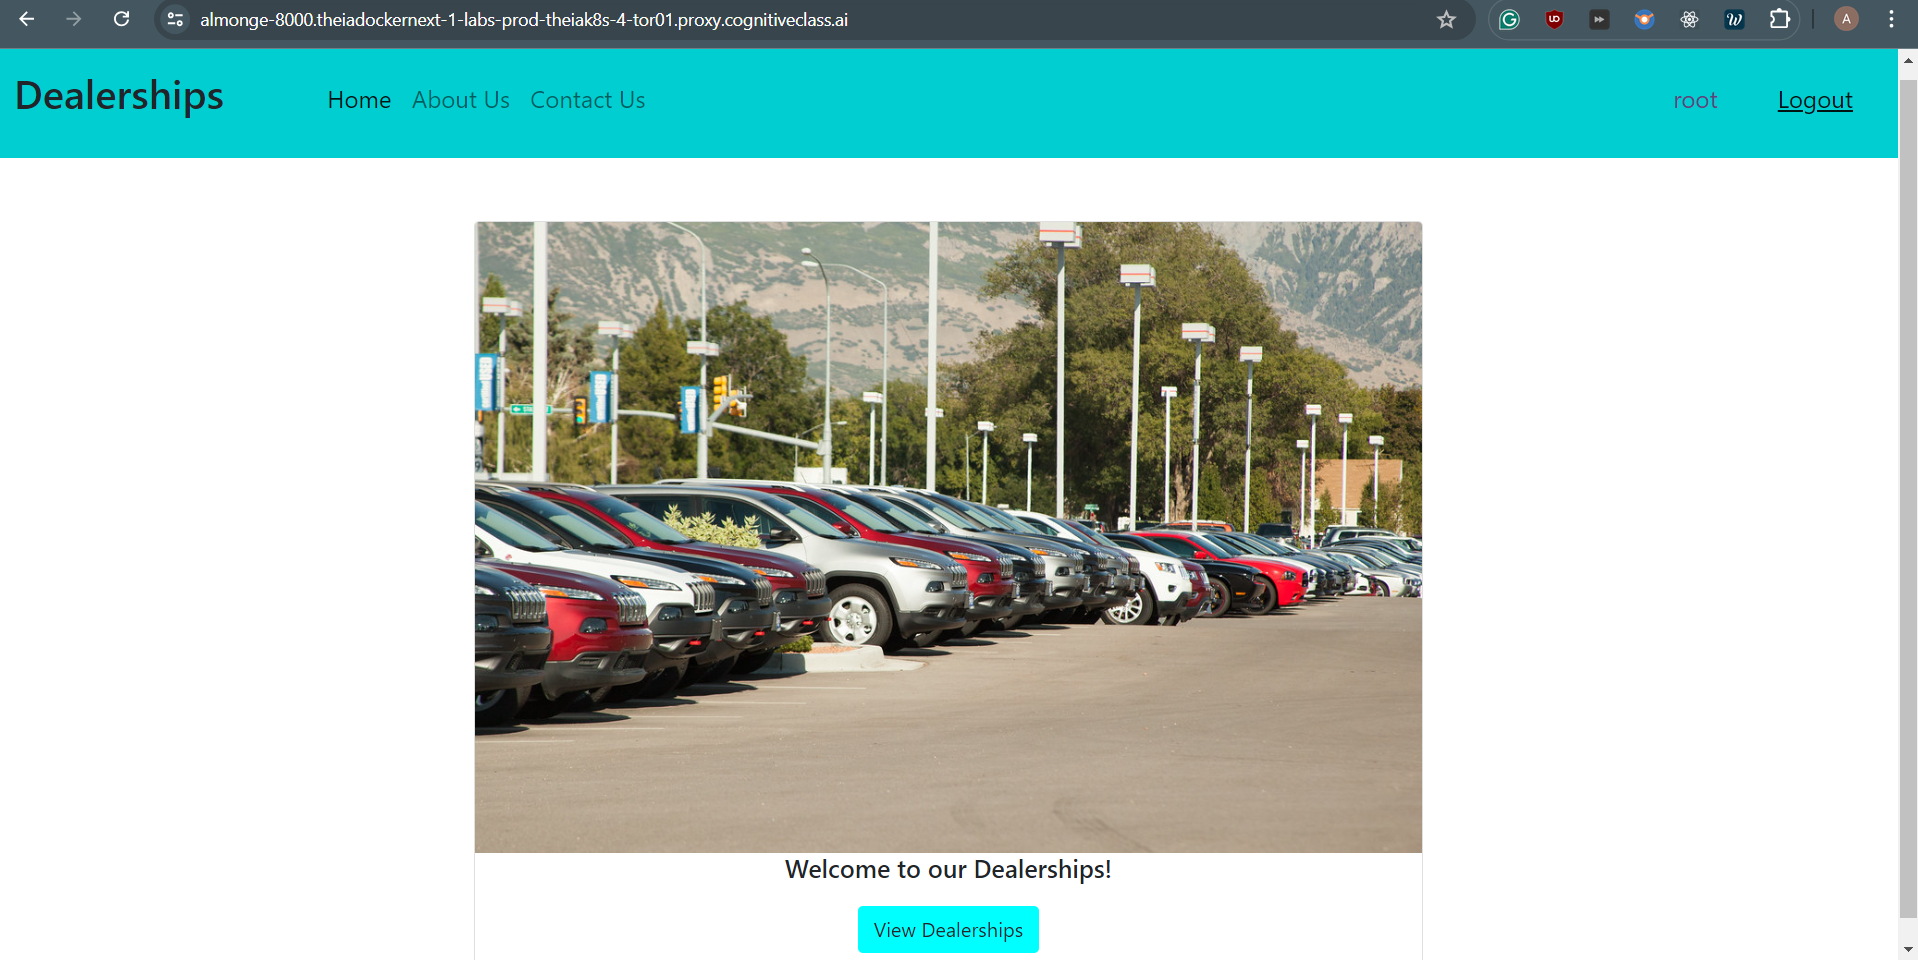 almonge-8000.theiadockernext-1-labs-prod-theiak8s-4-tor01.proxy.cognitiveclass.ai
A
Dealerships
Home About Us Contact Us
root Logout
Welcome to our Dealerships!
View Dealerships